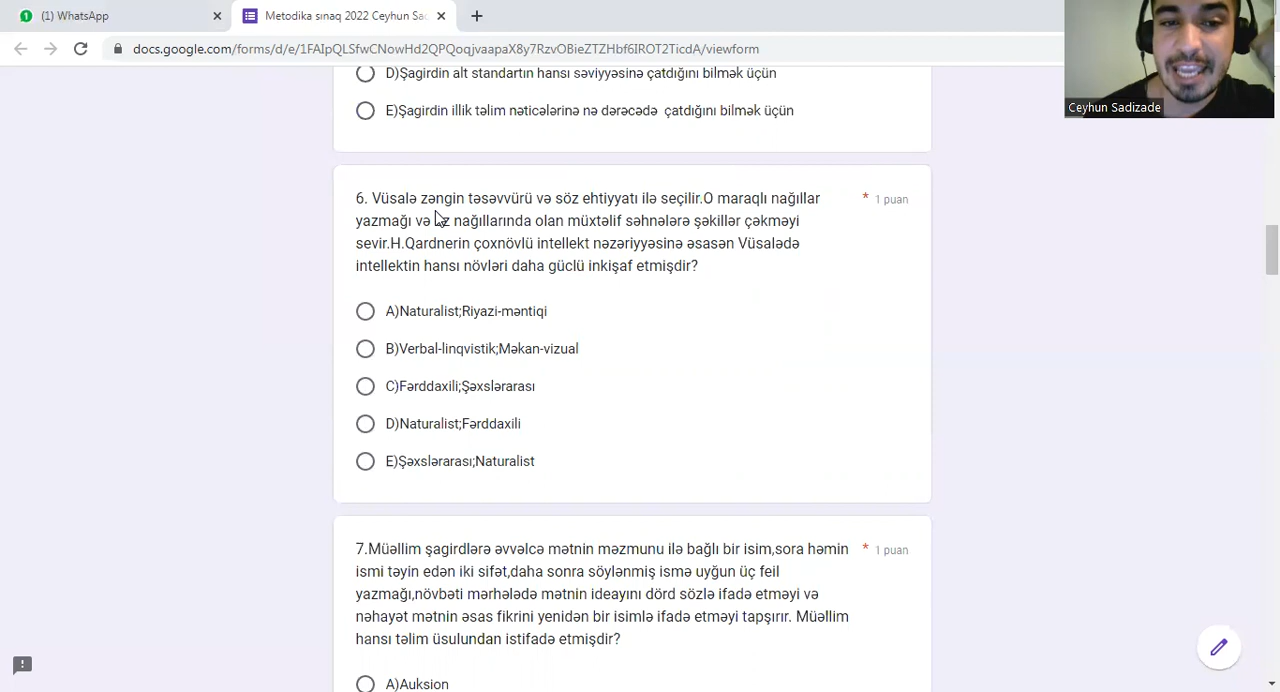 (1) WhatsApp
Metodika sınaq 2022 Ceyhun Sad
docs.google.com/forms/d/e/1FAIpQLSfwCNowHd2QPQoqjvaapaX8y7RzvOBieZTZHbf6IROT2TicdA/viewform
Ceyhun Sadizade
D)Şagirdin alt standartın hansı səviyyəsinə çatdığını bilmək üçün
E)Şagirdin illik təlim nəticələrinə nə dərəcədə çatdığını bilmək üçün
6. Vüsalə zəngin təsəvvürü və söz ehtiyyatı ilə seçilir.O maraqlı nağıllar
* 1 puan
yazmağı və öz nağıllarında olan müxtəlif səhnələrə şəkillər çəkməyi
sevir.H.Qardnerin çoxnövlü intellekt nəzəriyyəsinə əsasən Vüsalədə
intellektin hansı növləri daha güclü inkişaf etmişdir?
A)Naturalist;Riyazi-məntiqi
B)Verbal-linqvistik;Məkan-vizual
C)Fərddaxili;Şəxslərarası
D)Naturalist;Fərddaxili
E)Şəxslərarası;Naturalist
7.Müəllim şagirdlərə əvvəlcə mətnin məzmunu ilə bağlı bir isim,sora həmin
* 1 puan
ismi təyin edən iki sifət,daha sonra söylənmiş ismə uyğun üç feil
yazmağı,növbəti mərhələdə mətnin ideayını dörd sözlə ifadə etməyi və
nəhayət mətnin əsas fikrini yenidən bir isimlə ifadə etməyi tapşırır. Müəllim
hansı təlim üsulundan istifadə etmişdir?
A)Auksion